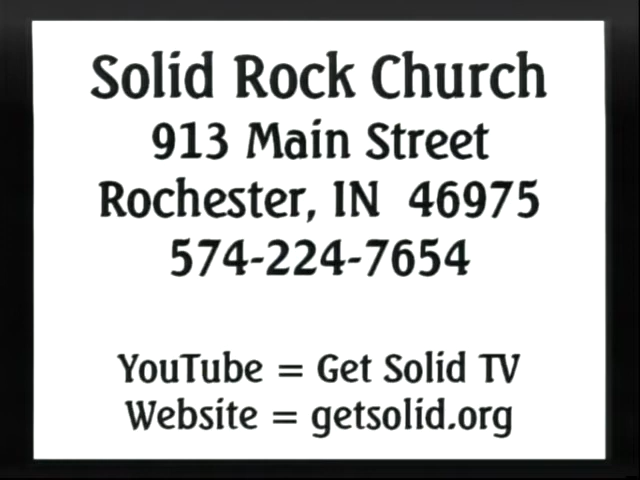 Solid Rock Church
913 Main Street
Rochester, IN  46975
574-224-7654
YouTube = Get Solid TV
Website = getsolid.org